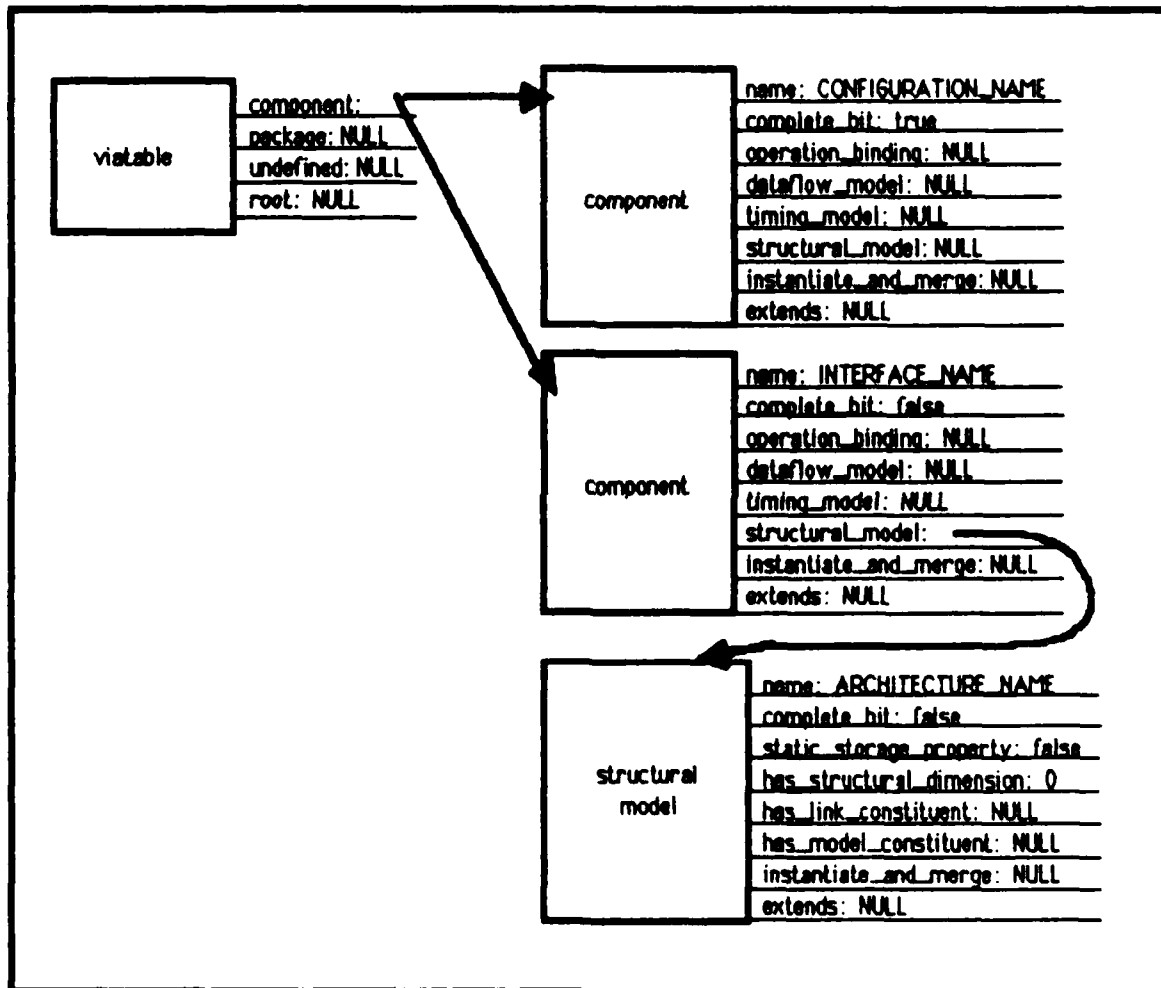 viatable
component:
package: NULL
undefined: NULL
root: NULL
component
name: CONFIGURATION_NAME
complete_bit: true
operation_binding: NULL
dataflow_model: NULL
timing_model: NULL
structural_model: NULL
instantiate_and_merge: NULL
extends: NULL
component
name: INTERFACE_NAME
complete_bit: false
operation_binding: NULL
dataflow_model: NULL
timing_model: NULL
structural_model:
instantiate_and_merge: NULL
extends: NULL
structural
model
name: ARCHITECTURE_NAME
complete_bit: false
static_storage_property: false
has_structural_dimension: 0
has_link_constituent: NULL
has_model_constituent: NULL
instantiate_and_merge: NULL
extends: NULL